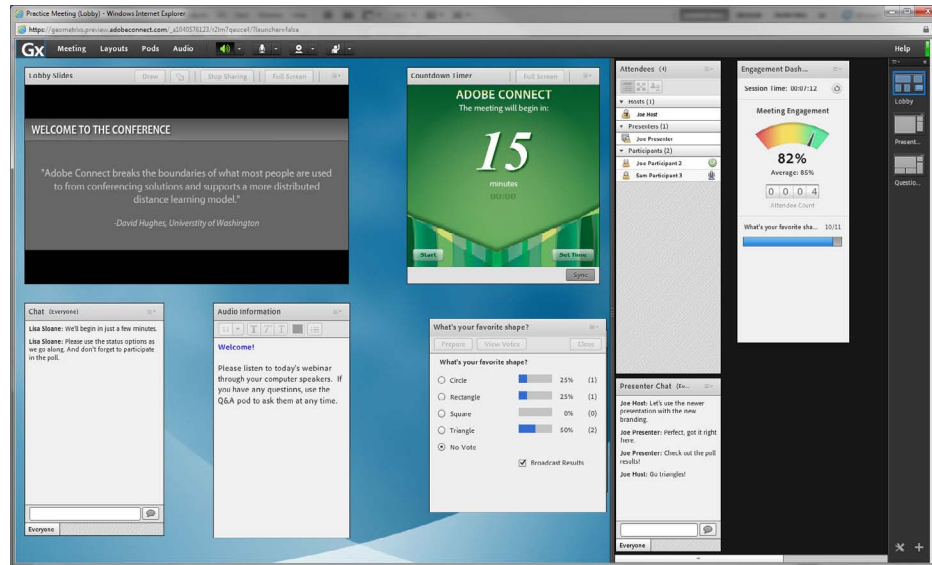 Practice Meeting (Lobby) - Windows Internet Explorer
https://geometrixx.preview.adobeconnect.com/_a1040576123/r2lm7qeuce4/?launcher=false
Gx Meeting Layouts Pods Audio Help
Lobby Slides Draw Stop Sharing Full Screen
WELCOME TO THE CONFERENCE
"Adobe Connect breaks the boundaries of what most people are used
to from conferencing solutions and supports a more distributed
distance learning model."
-David Hughes, Universtity of Washington
Countdown Timer Full Screen
ADOBE CONNECT
The meeting will begin in:
15
minutes
00:00
Start Set Time
Sync
Chat (Everyone)
Lisa Sloane: We'll begin in just a few minutes.
Lisa Sloane: Please use the status options as
we go along. And don't forget to participate
in the poll.
Everyone
Audio Information
Welcome!
Please listen to today's webinar
through your computer speakers. If
you have any questions, use the
Q&A pod to ask them at any time.
What's your favorite shape?
Prepare View Votes Close
What's your favorite shape?
Circle 25% (1)
Rectangle 25% (1)
Square 0% (0)
Triangle 50% (2)
No Vote
Broadcast Results
Attendees (4)
Hosts (1)
Joe Host
Presenters (1)
Joe Presenter
Participants (2)
Joe Participant 2
Sam Participant 3
Presenter Chat (Ev...
Joe Host: Let's use the newer
presentation with the new
branding.
Joe Presenter: Perfect, got it right
here.
Joe Presenter: Check out the poll
results!
Joe Host: Go triangles!
Everyone
Engagement Dash...
Session Time: 00:07:12
Meeting Engagement
82%
Average: 85%
0 0 0 4
Attendee Count
What's your favorite sha... 10/11
Lobby
Present...
Questio...